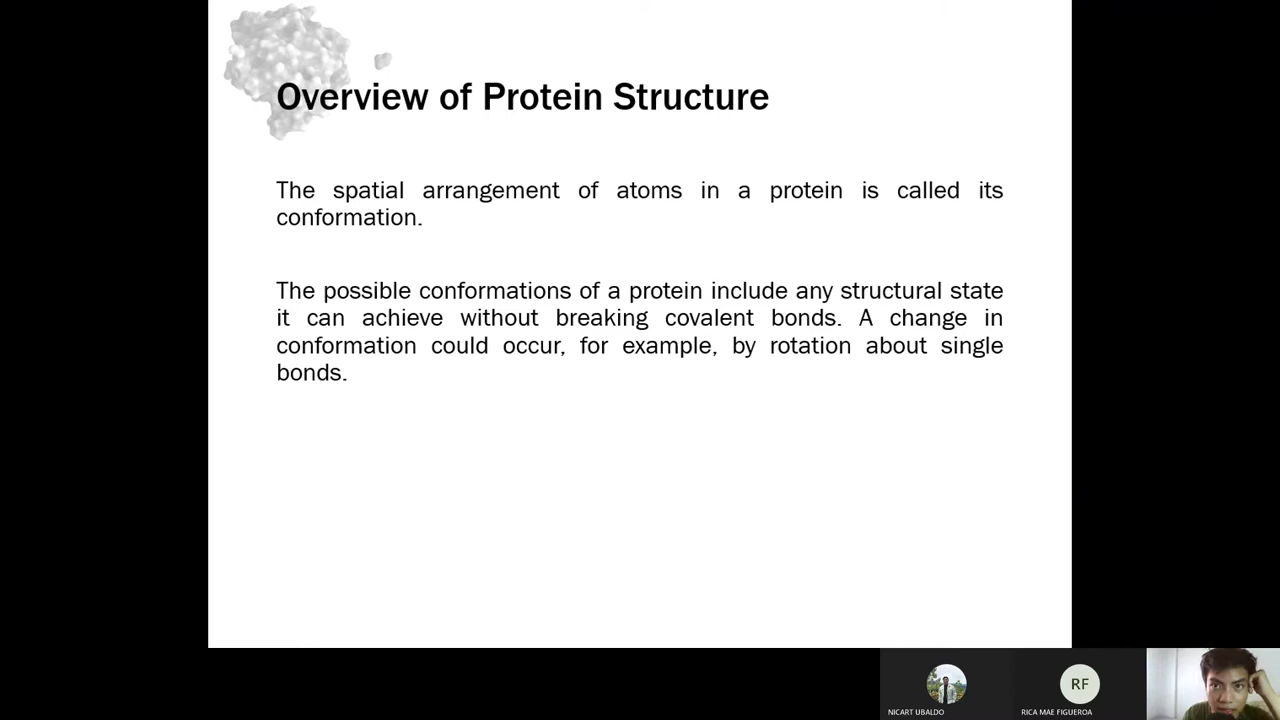 Overview of Protein Structure
The spatial arrangement of atoms in a protein is called its
conformation.
The possible conformations of a protein include any structural state
it can achieve without breaking covalent bonds. A change in
conformation could occur, for example, by rotation about single
bonds.
RF
NICART UBALDO
RICA MAE FIGUEROA